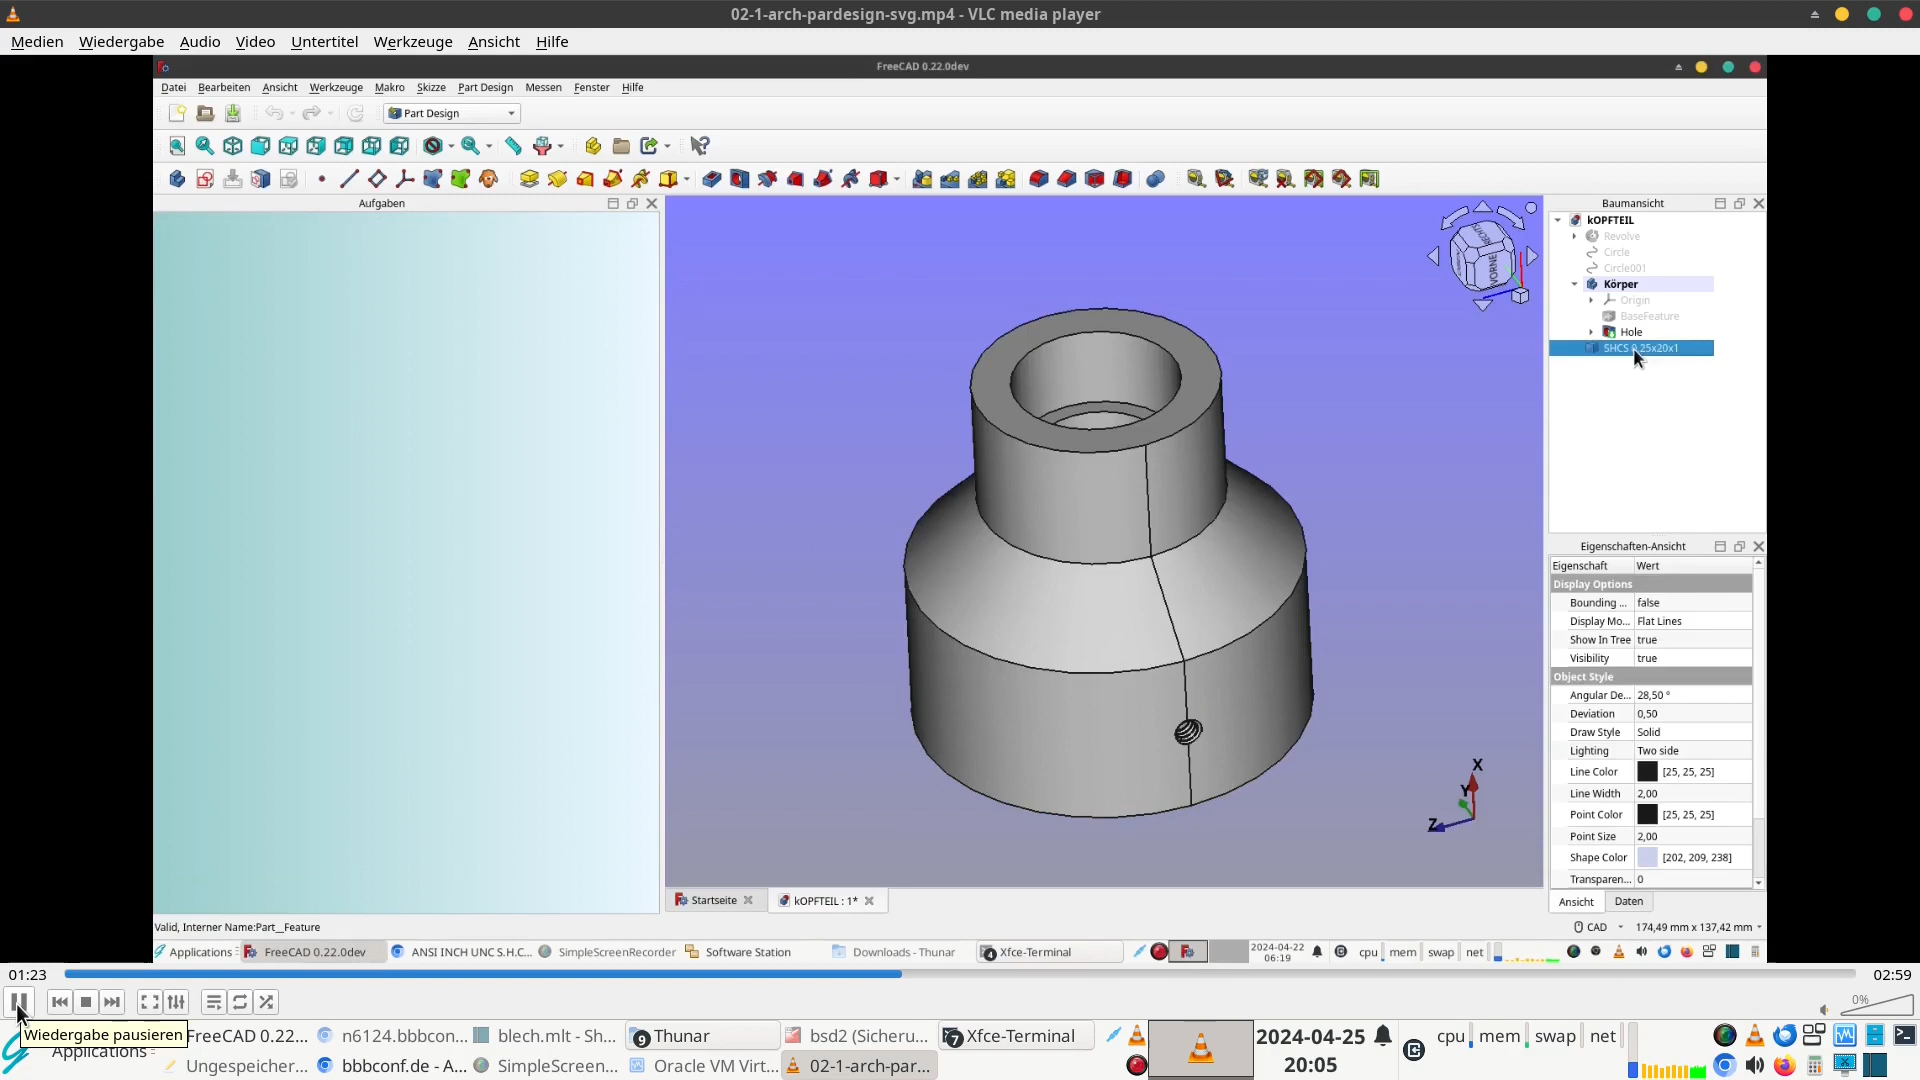 02-1-arch-pardesign-svg.mp4 - VLC media player
Medien Wiedergabe Audio Video Untertitel Werkzeuge Ansicht Hilfe
FreeCAD 0.22.0dev
Datei Bearbeiten Ansicht Werkzeuge Makro Skizze Part Design Messen Fenster Hilfe
Part Design
Aufgaben
Baumansicht
kOPFTEIL
Revolve
Circle
Circle001
Körper
Origin
BaseFeature
Hole
SHCS 0.25x20x1
RECHTS
VORNE
X
Y
Z
Eigenschaften-Ansicht
Eigenschaft Wert
Display Options
Bounding ... false
Display Mo... Flat Lines
Show In Tree true
Visibility true
Object Style
Angular De... 28,50 °
Deviation 0,50
Draw Style Solid
Lighting Two side
Line Color [25, 25, 25]
Line Width 2,00
Point Color [25, 25, 25]
Point Size 2,00
Shape Color [202, 209, 238]
Transparen... 0
Ansicht Daten
Startseite kOPFTEIL : 1*
Valid, Interner Name:Part__Feature
CAD 174,49 mm x 137,42 mm
Applications FreeCAD 0.22.0dev ANSI INCH UNC S.H.C... SimpleScreenRecorder Software Station Downloads - Thunar 4 Xfce-Terminal 2024-04-22 06:19 cpu mem swap net
01:23 02:59
0%
Wiedergabe pausieren
Applications
FreeCAD 0.22... n6124.bbbcon... blech.mlt - Sh... 9 Thunar bsd2 (Sicheru... 7 Xfce-Terminal
Ungespeicher... bbbconf.de - A... SimpleScreen... Oracle VM Virt... 02-1-arch-par...
2024-04-25
20:05
cpu mem swap net